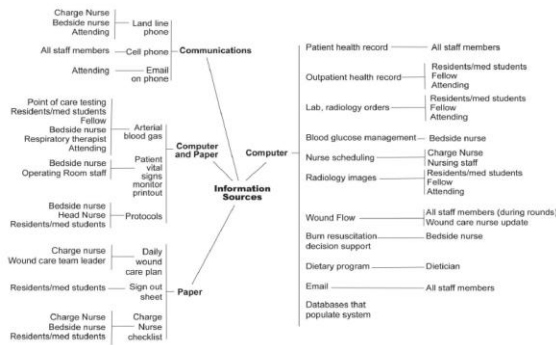 Charge Nurse
Bedside nurse
Attending
Land line
phone
All staff members
Cell phone
Communications
Attending
Email
on phone
Point of care testing
Residents/med students
Fellow
Bedside nurse
Respiratory therapist
Attending
Arterial
blood gas
Computer
and Paper
Bedside nurse
Operating Room staff
Patient
vital
signs
monitor
printout
Bedside nurse
Head Nurse
Residents/med students
Protocols
Information
Sources
Charge nurse
Wound care team leader
Daily
wound
care plan
Residents/med students
Sign out
sheet
Paper
Charge Nurse
Bedside nurse
Residents/med students
Charge
Nurse
checklist
Computer
Patient health record
All staff members
Outpatient health record
Residents/med students
Fellow
Attending
Lab, radiology orders
Residents/med students
Fellow
Attending
Blood glucose management
Bedside nurse
Nurse scheduling
Charge Nurse
Nursing staff
Radiology images
Residents/med students
Fellow
Attending
Wound Flow
All staff members (during rounds)
Wound care nurse update
Burn resuscitation
decision support
Bedside nurse
Dietary program
Dietician
Email
All staff members
Databases that
populate system